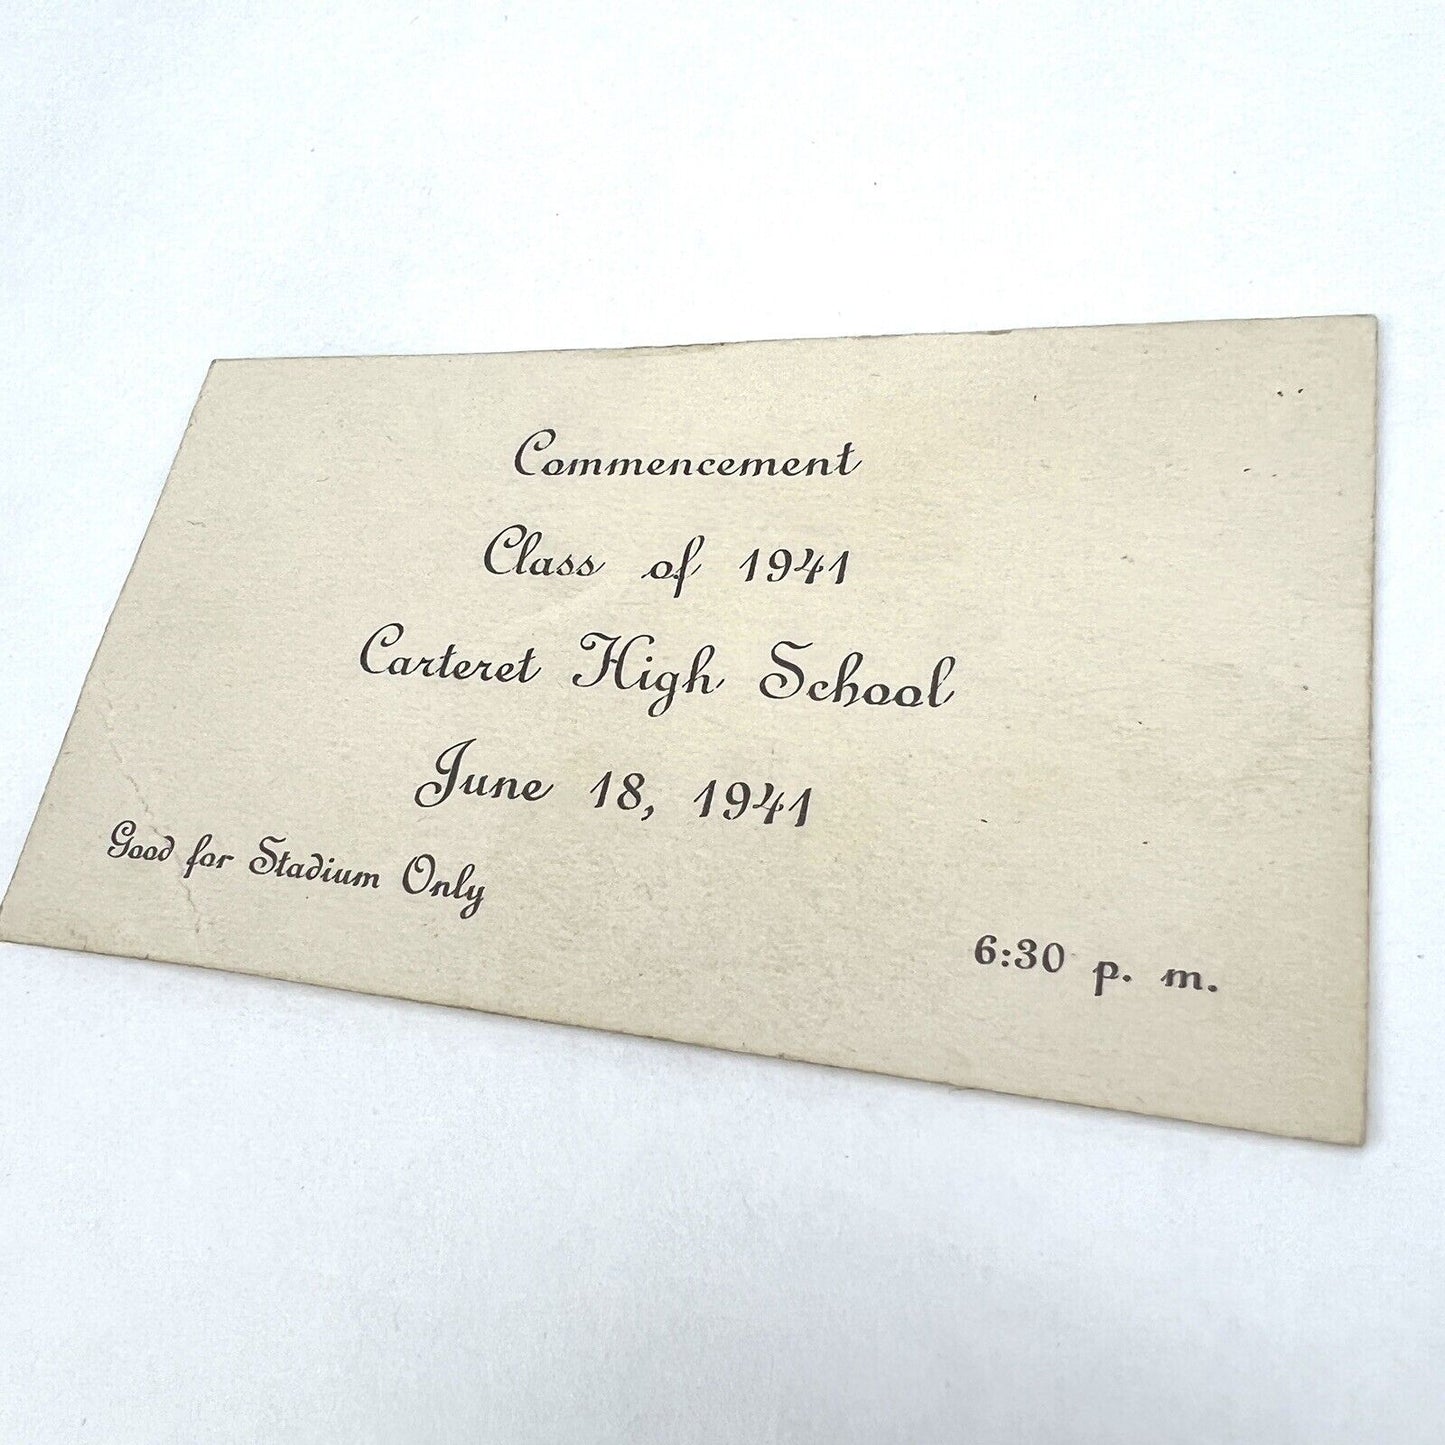 Commencement
Class of 1941
Carteret High School
June 18, 1941
Good for Stadium Only
6:30 p. m.